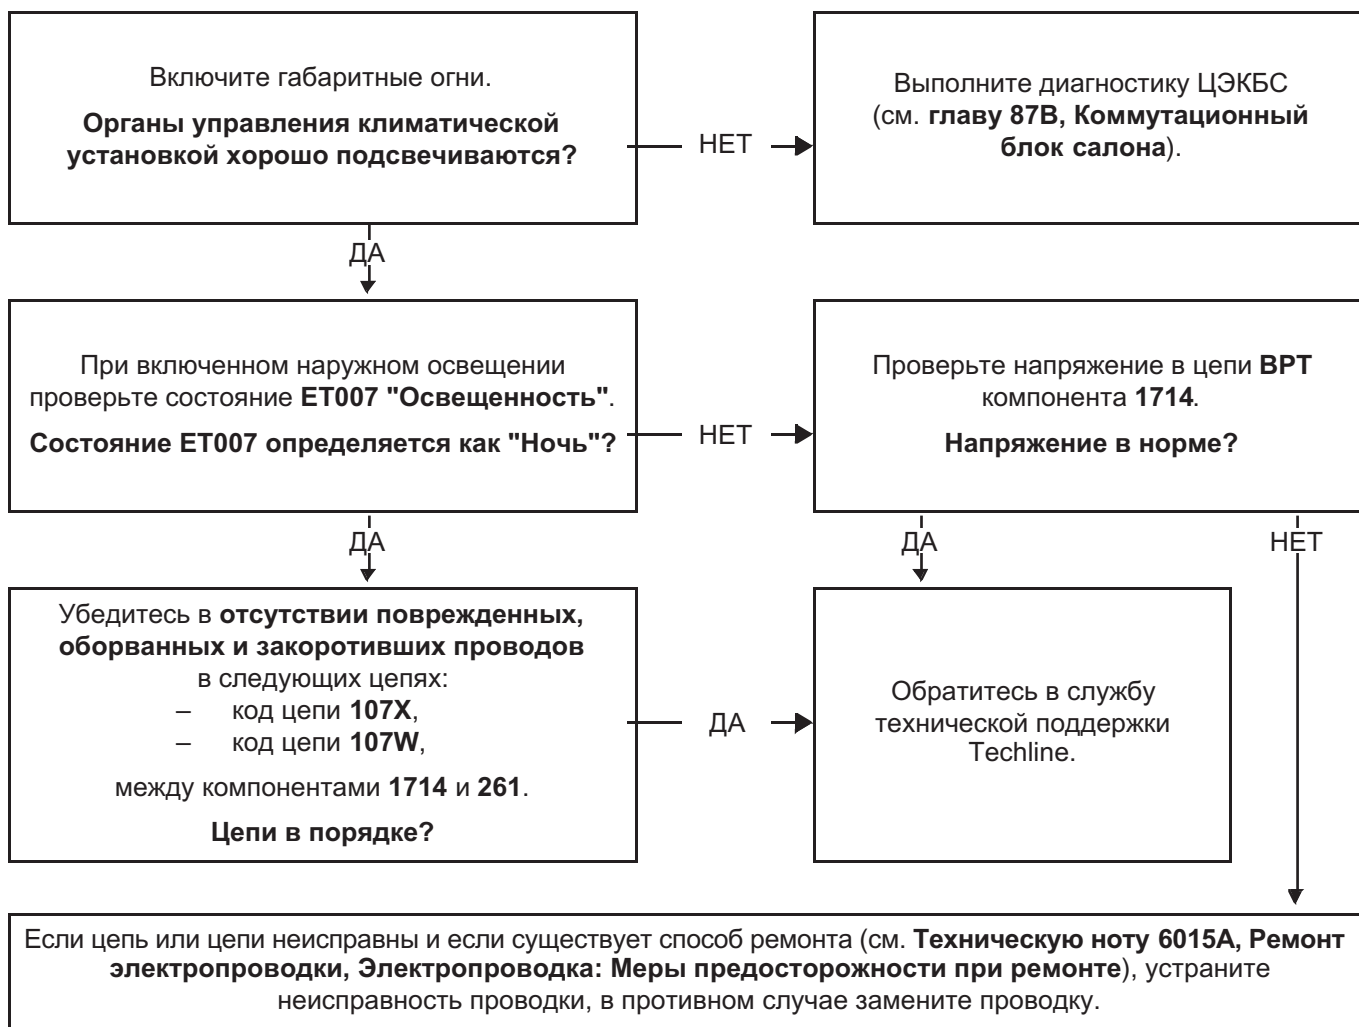 Включите габаритные огни.
Органы управления климатической
установкой хорошо подсвечиваются?
НЕТ
Выполните диагностику ЦЭКБС
(см. главу 87B, Коммутационный
блок салона).
ДА
При включенном наружном освещении
проверьте состояние ET007 "Освещенность".
Состояние ET007 определяется как "Ночь"?
НЕТ
Проверьте напряжение в цепи BPT
компонента 1714.
Напряжение в норме?
ДА
ДА
НЕТ
Убедитесь в отсутствии поврежденных,
оборванных и закоротивших проводов
в следующих цепях:
– код цепи 107X,
– код цепи 107W,
между компонентами 1714 и 261.
Цепи в порядке?
ДА
Обратитесь в службу
технической поддержки
Techline.
Если цепь или цепи неисправны и если существует способ ремонта (см. Техническую ноту 6015A, Ремонт
электропроводки, Электропроводка: Меры предосторожности при ремонте), устраните
неисправность проводки, в противном случае замените проводку.